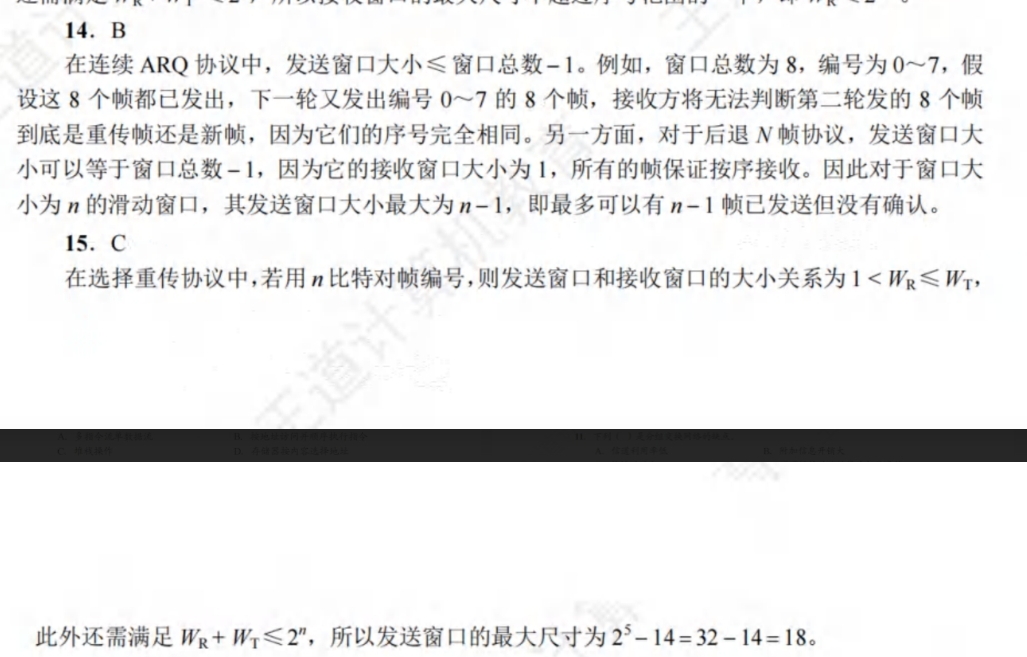 14．B
在连续 ARQ 协议中，发送窗口大小≤窗口总数－1。例如，窗口总数为 8，编号为 0～7，假
设这 8 个帧都已发出，下一轮又发出编号 0～7 的 8 个帧，接收方将无法判断第二轮发的 8 个帧
到底是重传帧还是新帧，因为它们的序号完全相同。另一方面，对于后退 N 帧协议，发送窗口大
小可以等于窗口总数－1，因为它的接收窗口大小为 1，所有的帧保证按序接收。因此对于窗口大
小为 n 的滑动窗口，其发送窗口大小最大为 n－1，即最多可以有 n－1 帧已发送但没有确认。
15．C
在选择重传协议中，若用 n 比特对帧编号，则发送窗口和接收窗口的大小关系为 1 < W_R ≤ W_T，
此外还需满足 W_R + W_T ≤ 2ⁿ，所以发送窗口的最大尺寸为 2⁵－14 = 32－14 = 18。
王道计算机教育